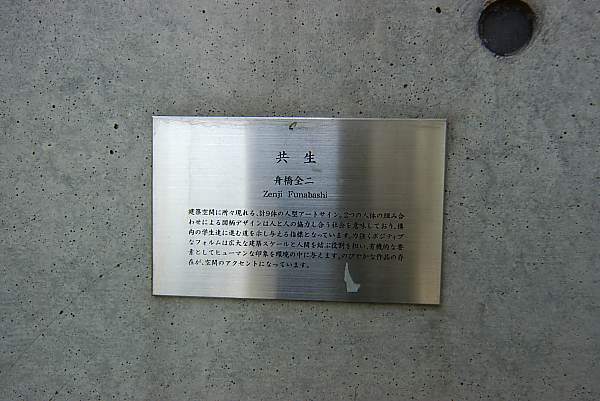 共生
舟橋全二
Zenji Funabashi
建築空間に所々現れる、計9体の人型アートサイン。2つの人体の組み合
わせによる図柄デザインは人と人の協力し合う社会を意味しており、構
内の学生達に進む道を示し与える指標となっています。力強くポジティブ
なフォルムは広大な建築スケールと人間を結ぶ役割を担い、有機的な要
素としてヒューマンな印象を環境の中に与えます。のびやかな作品の存
在が、空間のアクセントになっています。